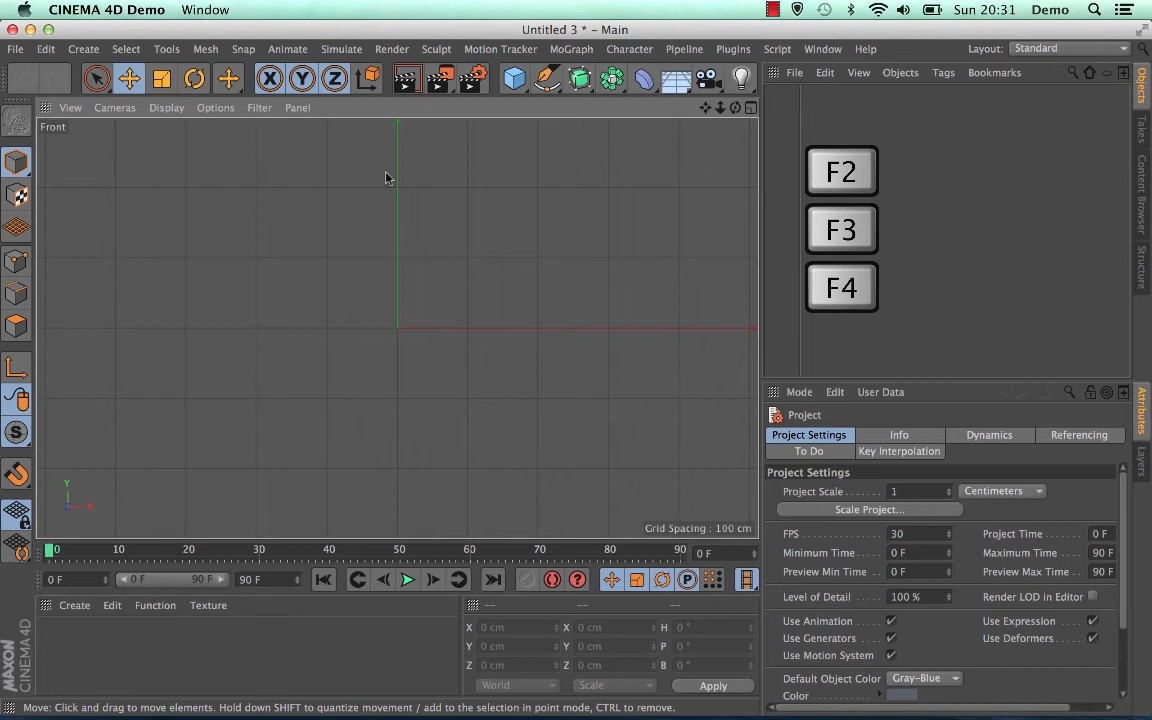 CINEMA 4D Demo Window Sun 20:31 Demo
Untitled 3 * - Main
File Edit Create Select Tools Mesh Snap Animate Simulate Render Sculpt Motion Tracker MoGraph Character Pipeline Plugins Script Window Help Layout: Standard
X Y Z
File Edit View Objects Tags Bookmarks
View Cameras Display Options Filter Panel
Front
F2
F3
F4
Objects
Takes
Content Browser
Structure
Y
X
Grid Spacing : 100 cm
0 10 20 30 40 50 60 70 80 90 0 F
0 F 0 F 90 F 90 F
P
Create Edit Function Texture
-- -- --
X 0 cm X 0 cm H 0 °
Y 0 cm Y 0 cm P 0 °
Z 0 cm Z 0 cm B 0 °
World Scale Apply
MAXON
CINEMA 4D
Mode Edit User Data
Project
Project Settings Info Dynamics Referencing
To Do Key Interpolation
Project Settings
Project Scale . . . . . . . 1 Centimeters
Scale Project...
FPS 30 Project Time 0 F
Minimum Time 0 F Maximum Time 90 F
Preview Min Time 0 F Preview Max Time 90 F
Level of Detail 100 % Render LOD in Editor
Use Animation Use Expression
Use Generators Use Deformers
Use Motion System
Default Object Color Gray-Blue
Color
Attributes
Layers
Move: Click and drag to move elements. Hold down SHIFT to quantize movement / add to the selection in point mode, CTRL to remove.